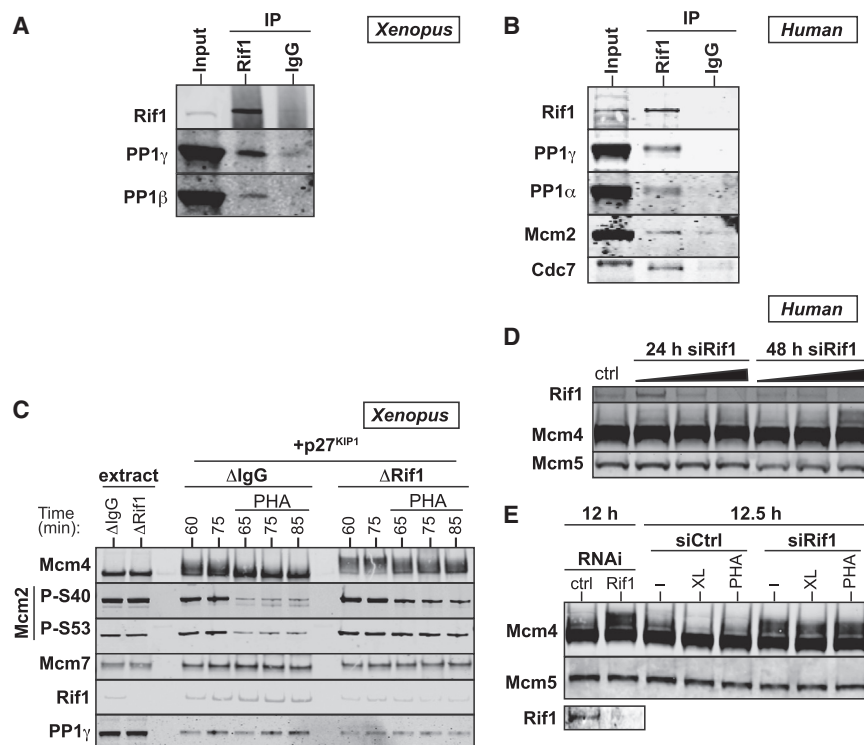 A
IP
Xenopus
Input
Rif1
IgG
Rif1
PP1γ
PP1β
B
IP
Human
Input
Rif1
IgG
Rif1
PP1γ
PP1α
Mcm2
Cdc7
C
Xenopus
+p27KIP1
extract
ΔIgG
ΔRif1
PHA
PHA
Time (min):
ΔIgG
ΔRif1
60
75
65
75
85
60
75
65
75
85
Mcm4
Mcm2
P-S40
P-S53
Mcm7
Rif1
PP1γ
Human
D
24 h siRif1
48 h siRif1
ctrl
Rif1
Mcm4
Mcm5
E
12 h
12.5 h
RNAi
siCtrl
siRif1
ctrl
Rif1
–
XL
PHA
–
XL
PHA
Mcm4
Mcm5
Rif1